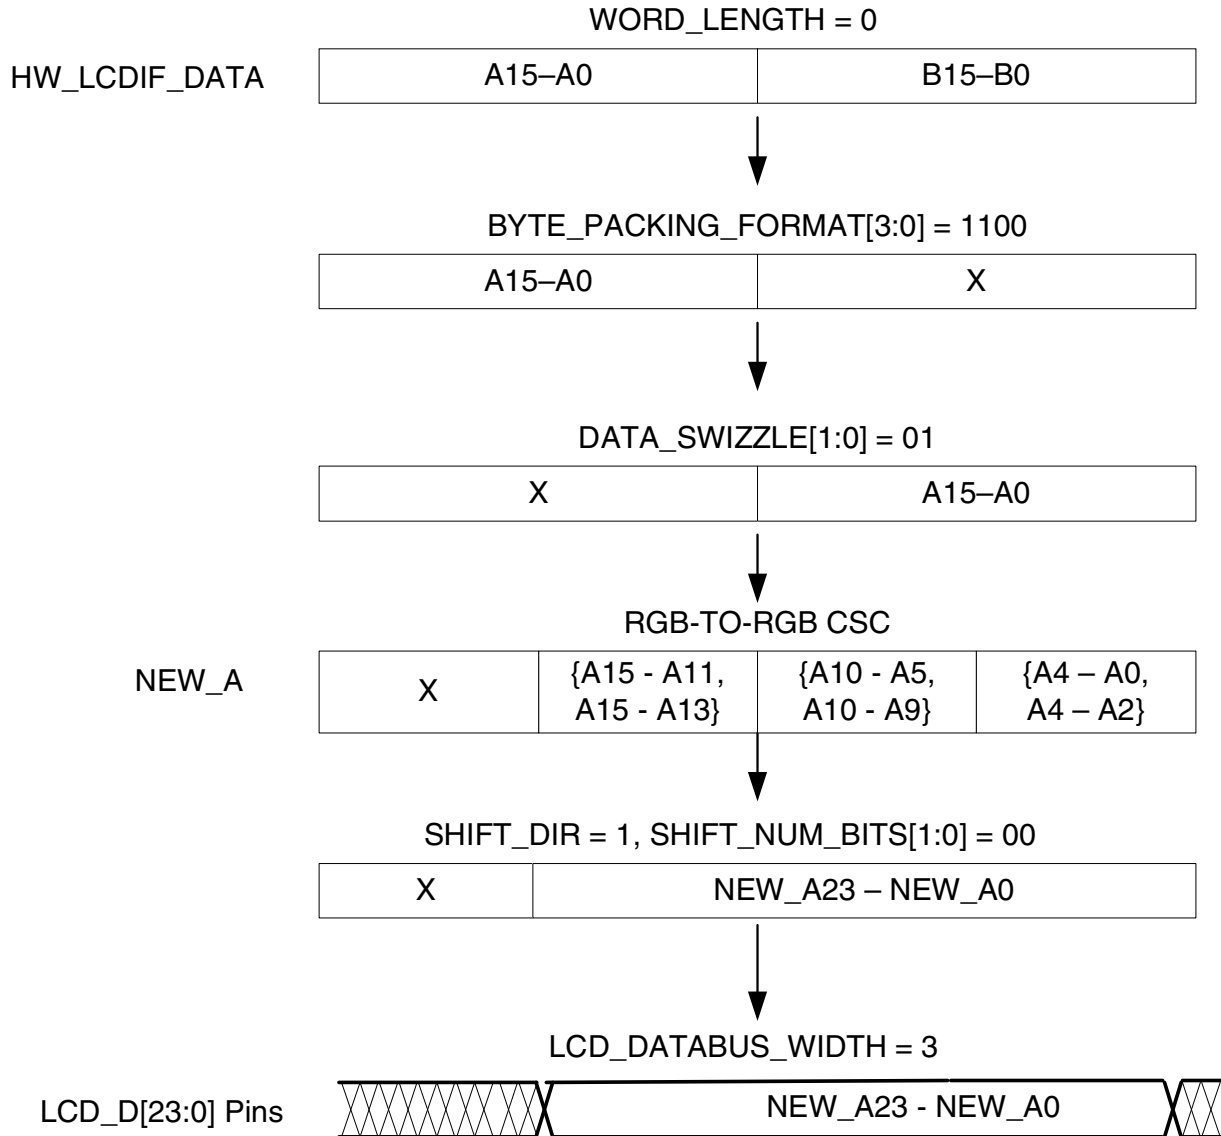 WORD_LENGTH = 0
HW_LCDIF_DATA
A15–A0
B15–B0
BYTE_PACKING_FORMAT[3:0] = 1100
A15–A0
X
DATA_SWIZZLE[1:0] = 01
X
A15–A0
RGB-TO-RGB CSC
NEW_A
X
{A15 - A11,
A15 - A13}
{A10 - A5,
A10 - A9}
{A4 – A0,
A4 – A2}
SHIFT_DIR = 1, SHIFT_NUM_BITS[1:0] = 00
X
NEW_A23 – NEW_A0
LCD_DATABUS_WIDTH = 3
LCD_D[23:0] Pins
NEW_A23 - NEW_A0